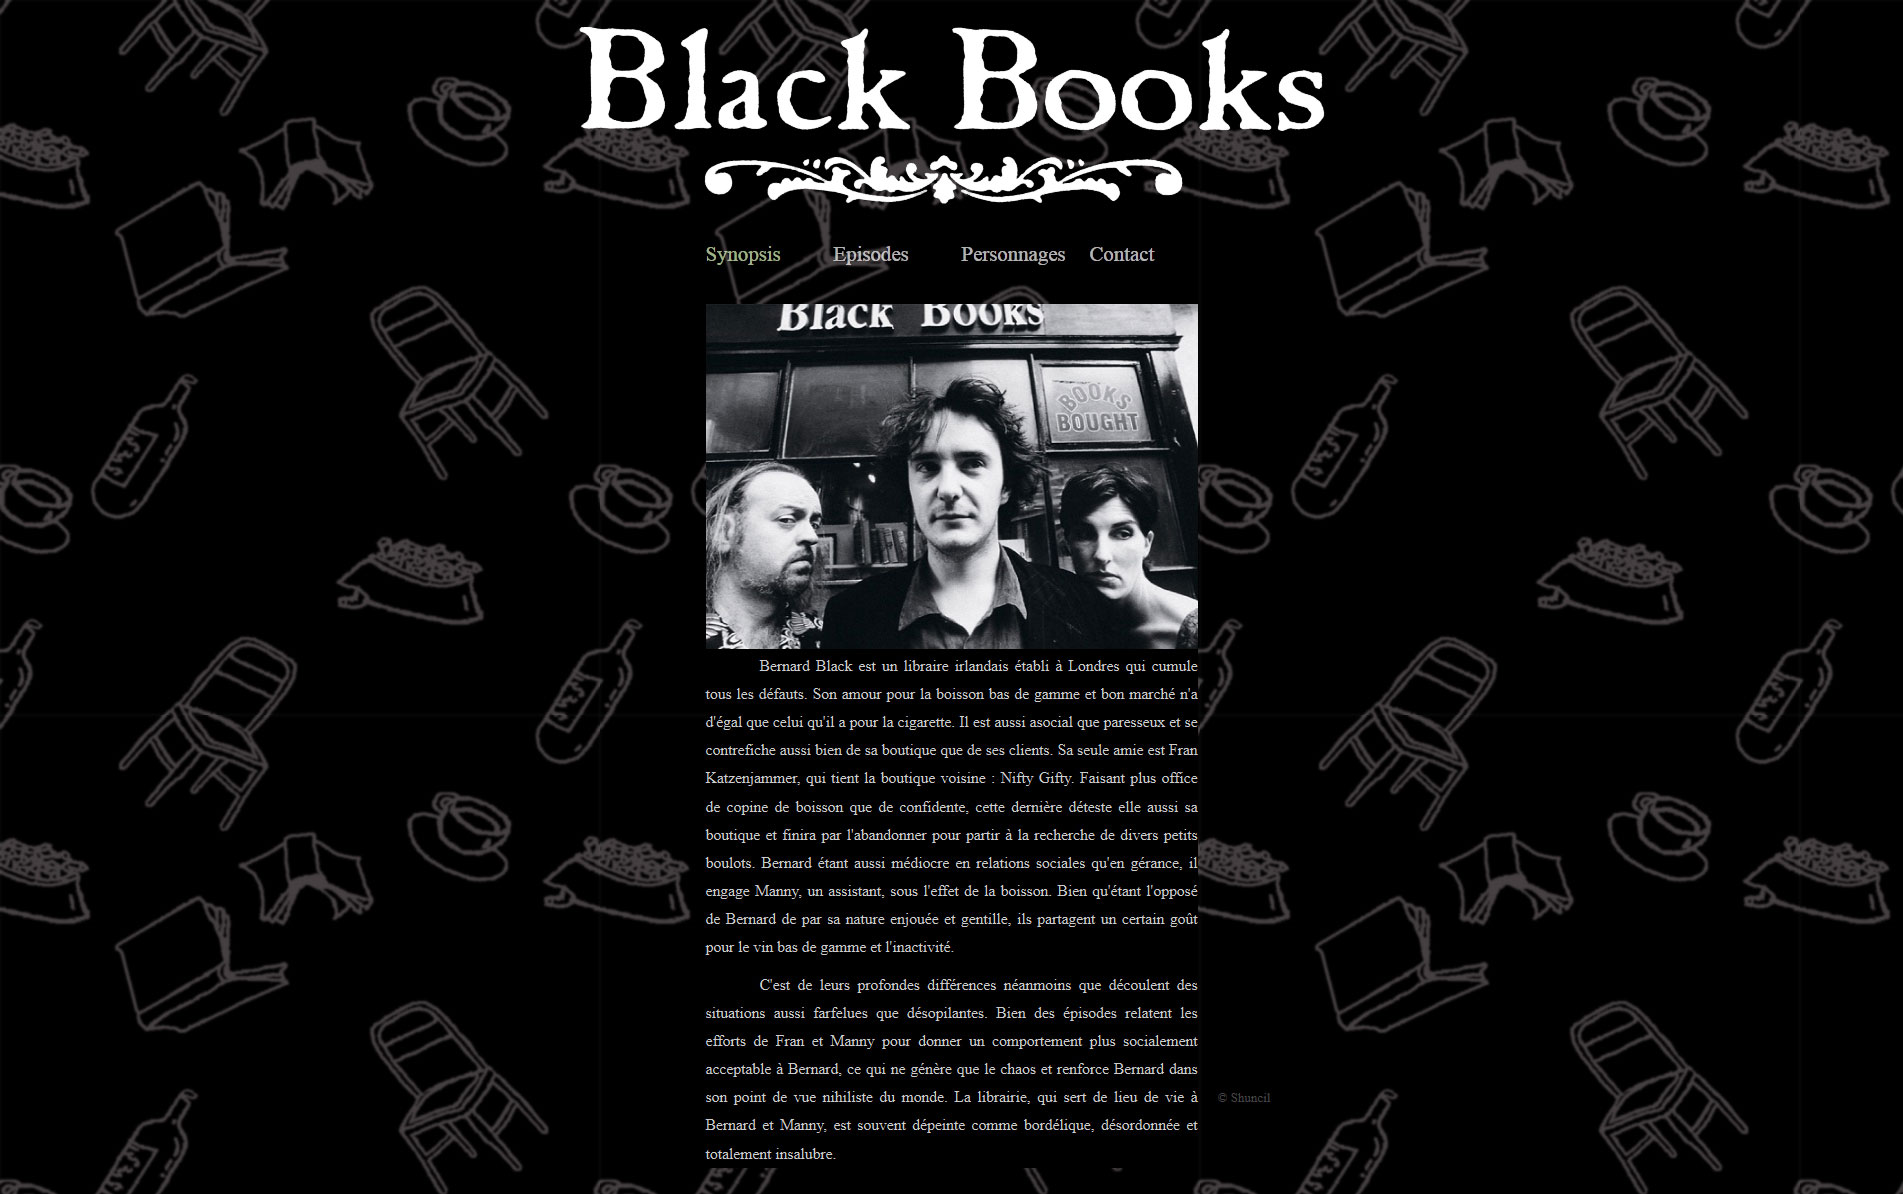 Black Books
Synopsis Episodes Personnages Contact
Black Books
BOOKS
BOUGHT
Bernard Black est un libraire irlandais établi à Londres qui cumule
tous les défauts. Son amour pour la boisson bas de gamme et bon marché n'a
d'égal que celui qu'il a pour la cigarette. Il est aussi asocial que paresseux et se
contrefiche aussi bien de sa boutique que de ses clients. Sa seule amie est Fran
Katzenjammer, qui tient la boutique voisine : Nifty Gifty. Faisant plus office
de copine de boisson que de confidente, cette dernière déteste elle aussi sa
boutique et finira par l'abandonner pour partir à la recherche de divers petits
boulots. Bernard étant aussi médiocre en relations sociales qu'en gérance, il
engage Manny, un assistant, sous l'effet de la boisson. Bien qu'étant l'opposé
de Bernard de par sa nature enjouée et gentille, ils partagent un certain goût
pour le vin bas de gamme et l'inactivité.
C'est de leurs profondes différences néanmoins que découlent des
situations aussi farfelues que désopilantes. Bien des épisodes relatent les
efforts de Fran et Manny pour donner un comportement plus socialement
acceptable à Bernard, ce qui ne génère que le chaos et renforce Bernard dans
son point de vue nihiliste du monde. La librairie, qui sert de lieu de vie à
Bernard et Manny, est souvent dépeinte comme bordélique, désordonnée et
totalement insalubre.
© Shuncil